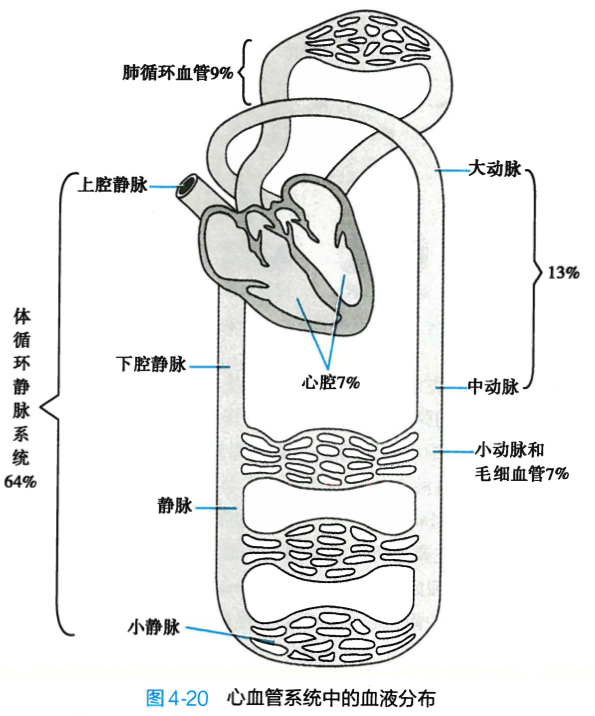 肺循环血管9%
大动脉
上腔静脉
13%
体
循
环
静
脉
系
统
64%
下腔静脉
心腔7%
中动脉
小动脉和
毛细血管7%
静脉
小静脉
图4-20 心血管系统中的血液分布